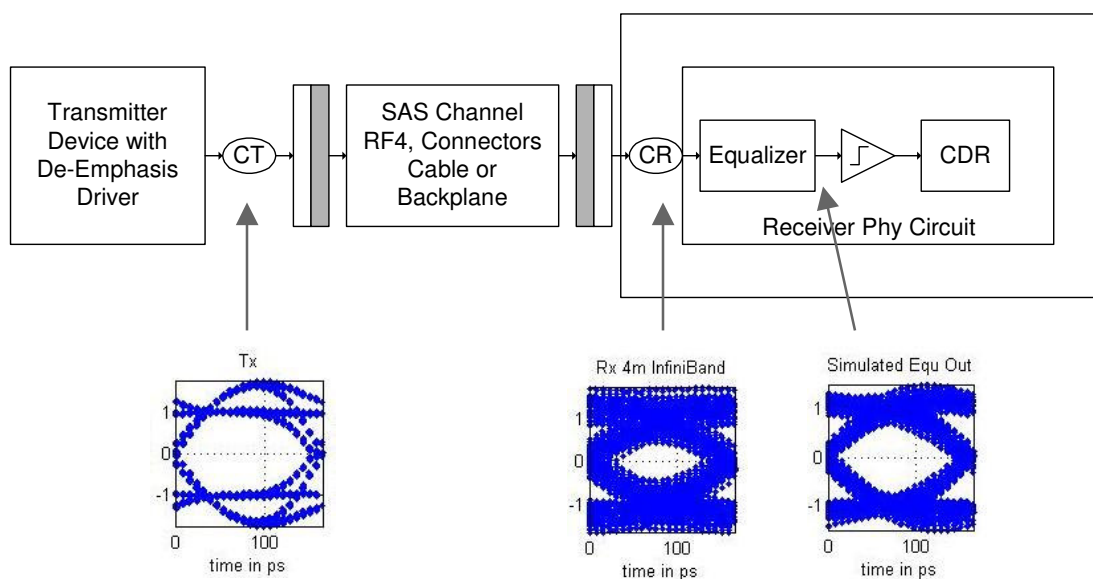 Transmitter
Device with
De-Emphasis
Driver
CT
SAS Channel
RF4, Connectors
Cable or
Backplane
CR
Equalizer
CDR
Receiver Phy Circuit
Tx
1
0
-1
0
100
time in ps
Rx 4m InfiniBand
1
0
-1
0
100
time in ps
Simulated Equ Out
1
0
-1
0
100
time in ps